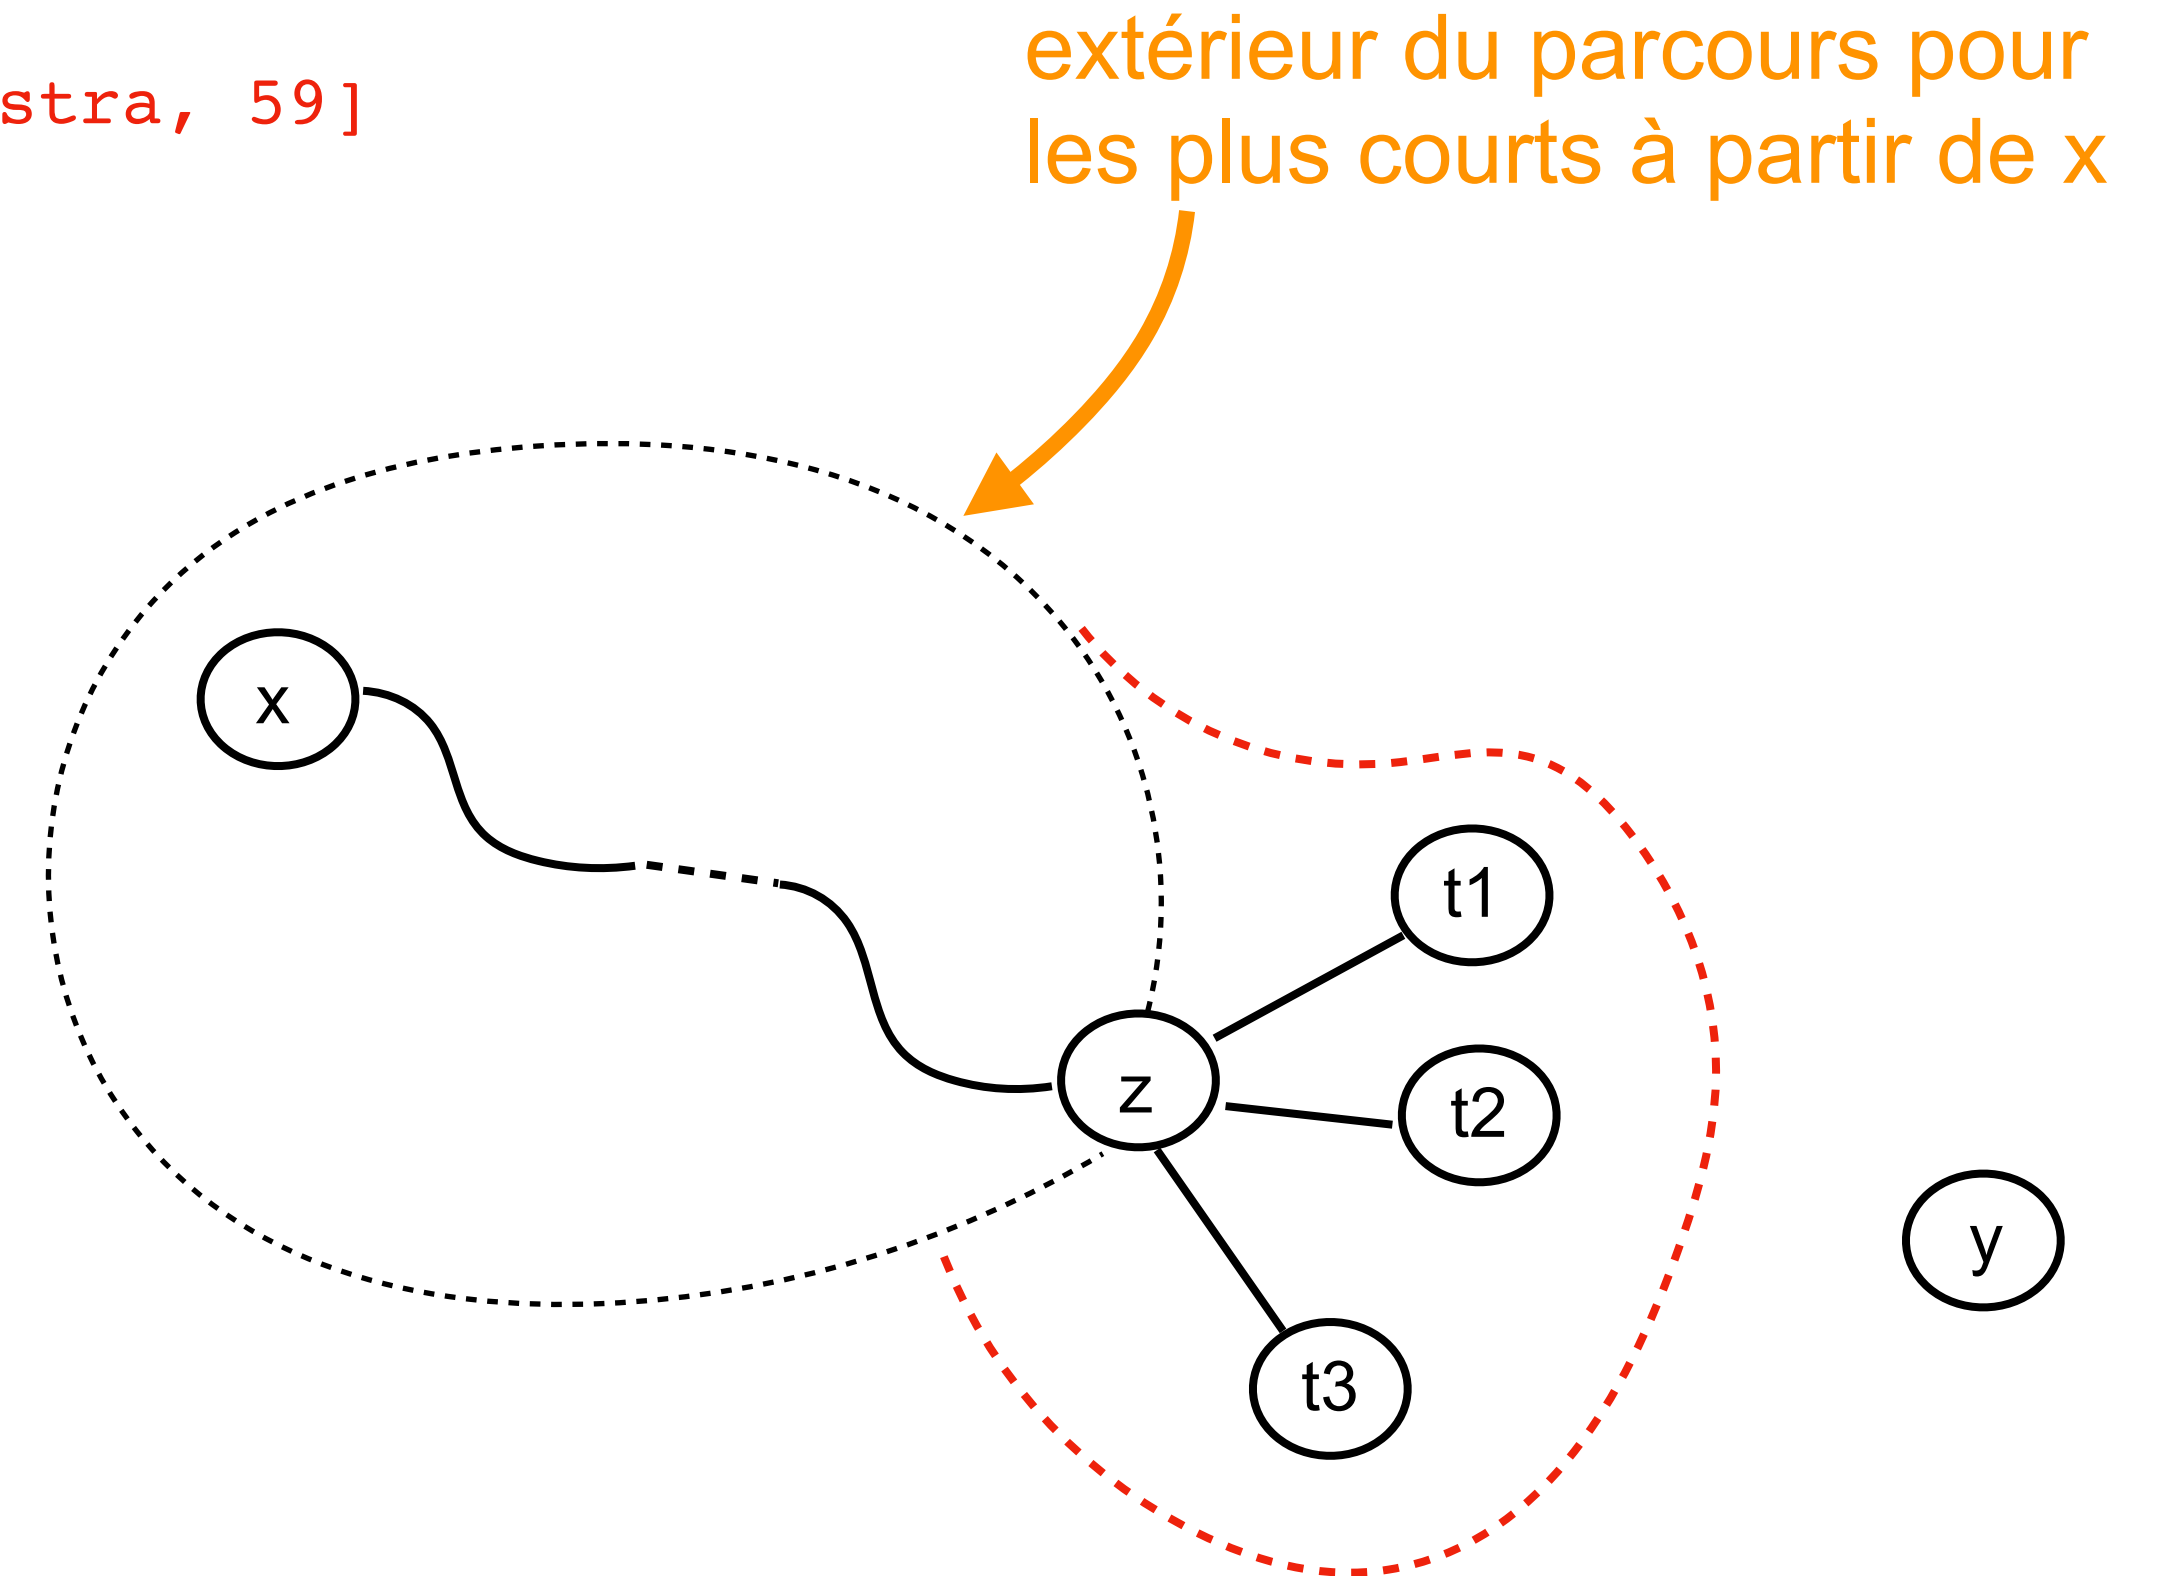 extérieur du parcours pour
les plus courts à partir de x
stra, 59]
x
t1
z
t2
y
t3